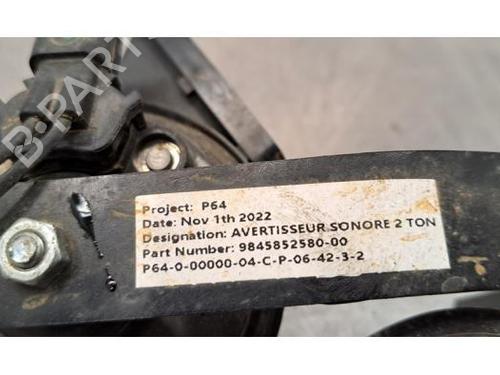 B-PARTS
Project: P64
Date: Nov 1th 2022
Designation: AVERTISSEUR SONORE 2 TON
Part Number: 9845852580-00
P64-0-00000-04-C-P-06-42-3-2